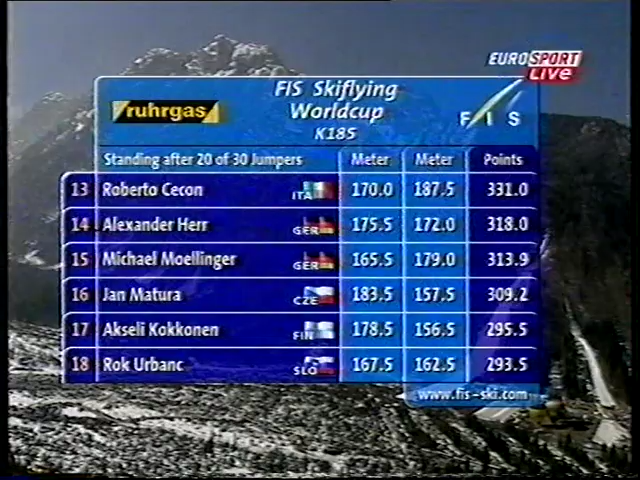 EUROSPORT
LIVE
ruhrgas
FIS Skiflying
Worldcup
K185
F I S
Standing after 20 of 30 Jumpers Meter Meter Points
13 Roberto Cecon ITA 170.0 187.5 331.0
14 Alexander Herr GER 175.5 172.0 318.0
15 Michael Moellinger GER 165.5 179.0 313.9
16 Jan Matura CZE 183.5 157.5 309.2
17 Akseli Kokkonen FIN 178.5 156.5 295.5
18 Rok Urbanc SLO 167.5 162.5 293.5
www.fis-ski.com